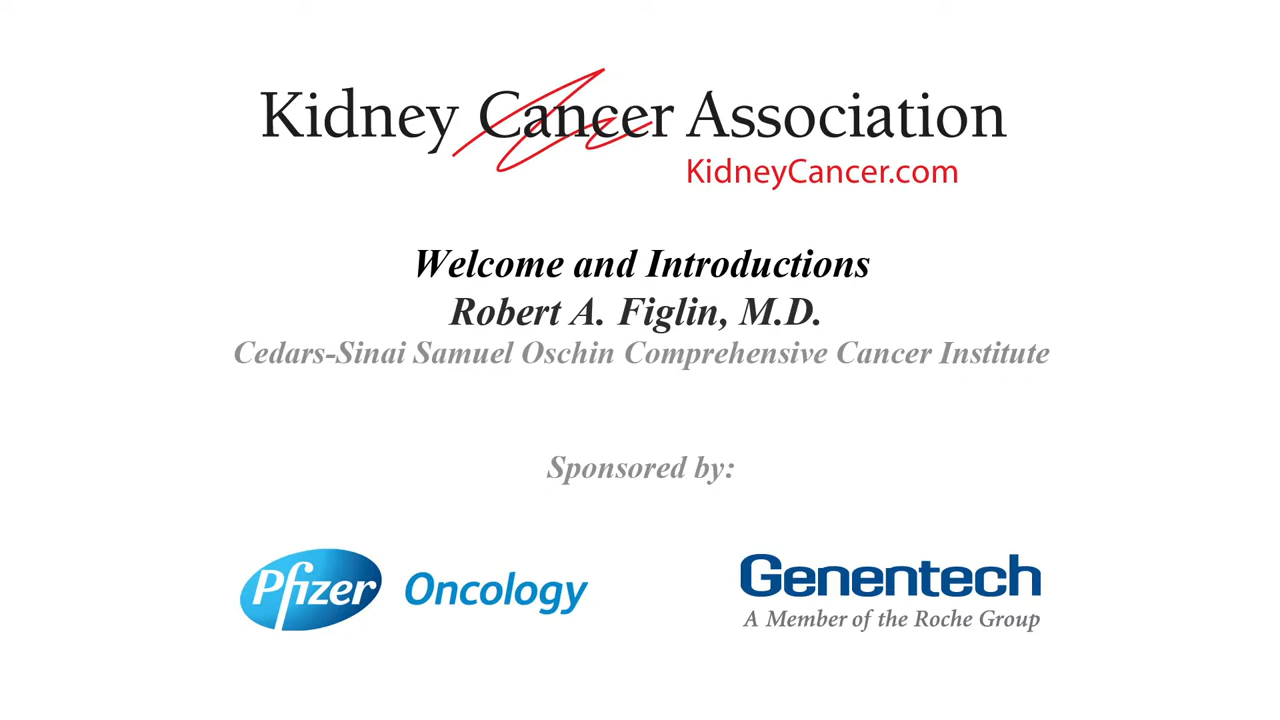 Kidney Cancer Association
KidneyCancer.com
Welcome and Introductions
Robert A. Figlin, M.D.
Cedars-Sinai Samuel Oschin Comprehensive Cancer Institute
Sponsored by:
Pfizer Oncology
Genentech
A Member of the Roche Group